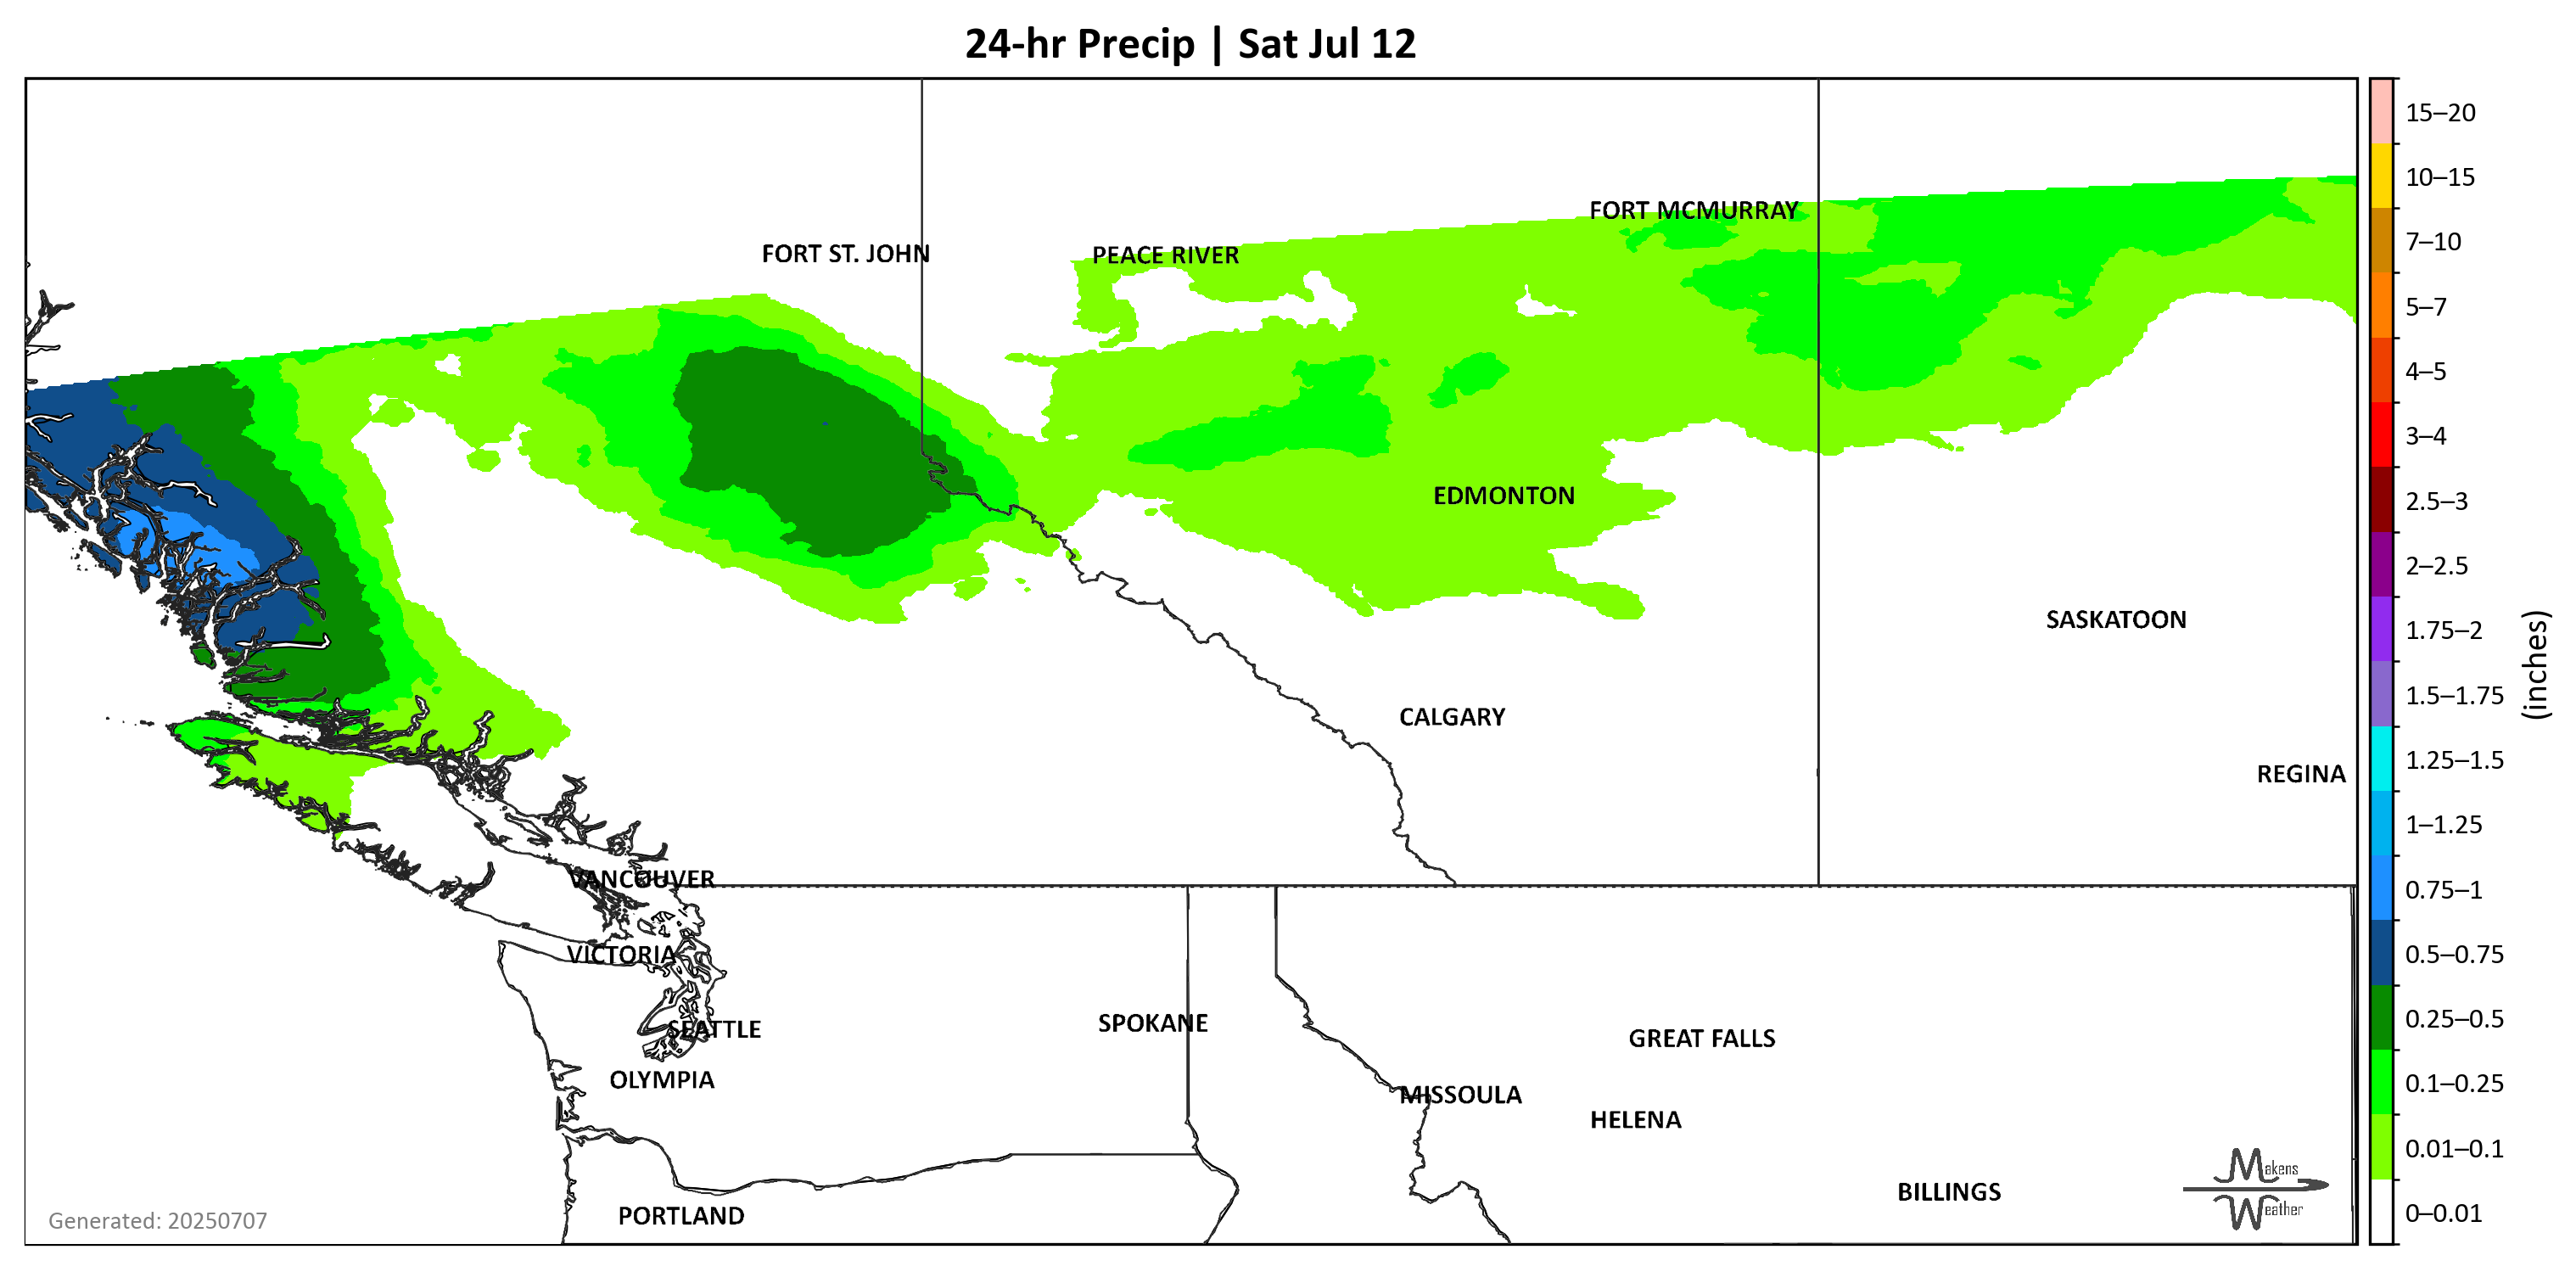 24-hr Precip | Sat Jul 12
FORT MCMURRAY
FORT ST. JOHN
PEACE RIVER
EDMONTON
SASKATOON
CALGARY
REGINA
VANCOUVER
VICTORIA
SEATTLE
SPOKANE
GREAT FALLS
OLYMPIA
MISSOULA
HELENA
BILLINGS
PORTLAND
Generated: 20250707
Makens
Weather
15–20
10–15
7–10
5–7
4–5
3–4
2.5–3
2–2.5
1.75–2
1.5–1.75
1.25–1.5
1–1.25
0.75–1
0.5–0.75
0.25–0.5
0.1–0.25
0.01–0.1
0–0.01
(inches)